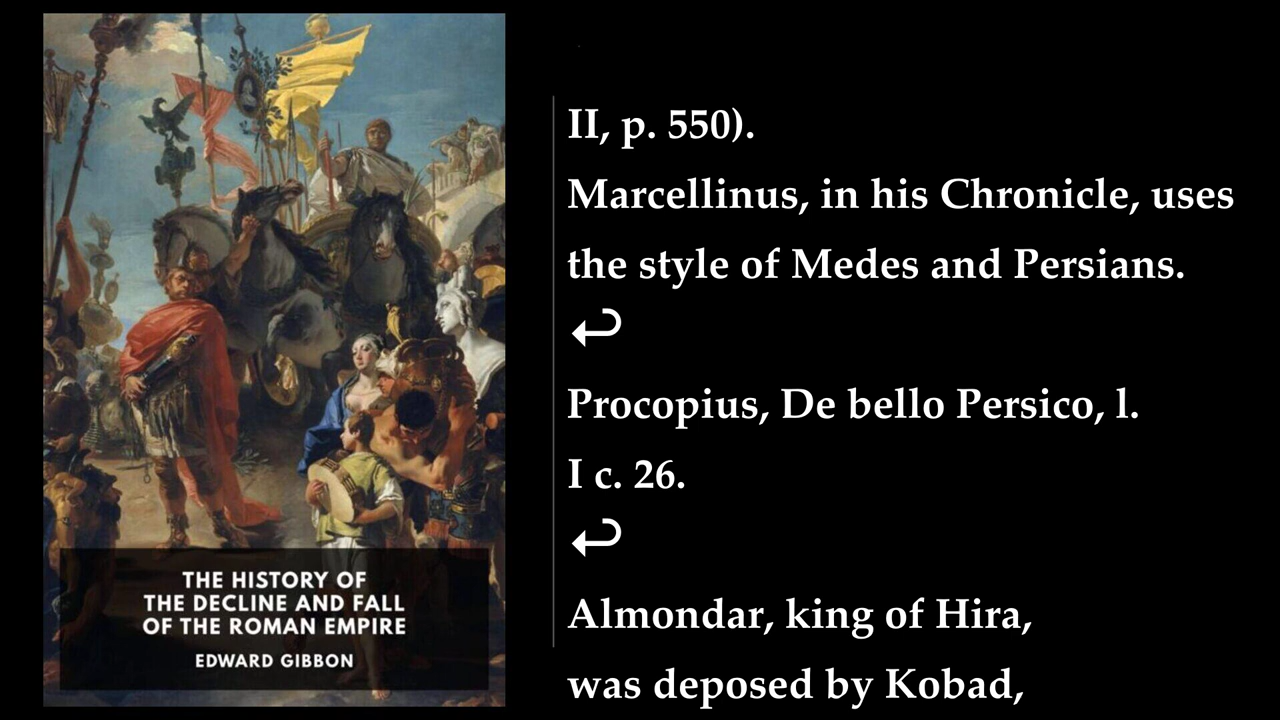 THE HISTORY OF
THE DECLINE AND FALL
OF THE ROMAN EMPIRE
EDWARD GIBBON
II, p. 550).
Marcellinus, in his Chronicle, uses
the style of Medes and Persians.
↩
Procopius, De bello Persico, l.
I c. 26.
↩
Almondar, king of Hira,
was deposed by Kobad,